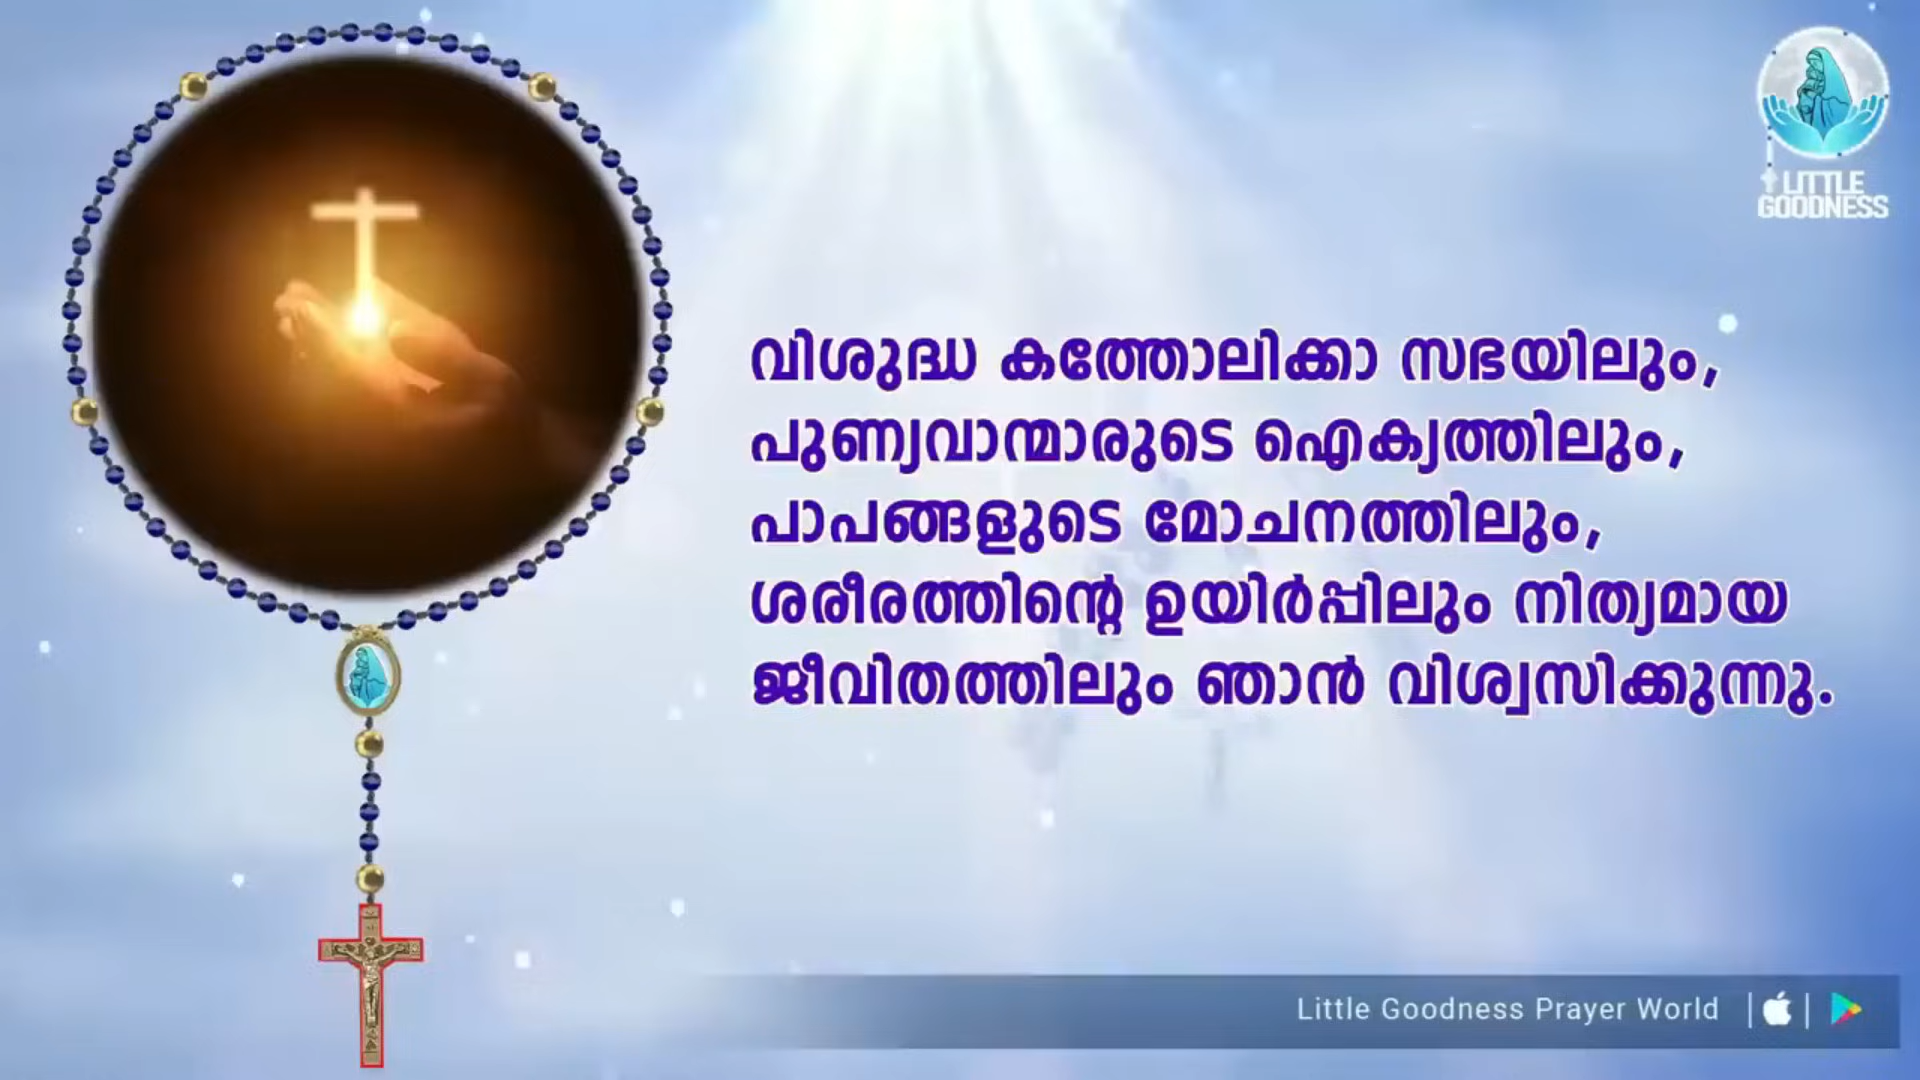 LITTLE
GOODNESS
വിശുദ്ധ കത്തോലിക്കാ സഭയിലും,
പുണ്യവാന്മാരുടെ ഐക്യത്തിലും,
പാപങ്ങളുടെ മോചനത്തിലും,
ശരീരത്തിന്റെ ഉയിർപ്പിലും നിത്യമായ
ജീവിതത്തിലും ഞാൻ വിശ്വസിക്കുന്നു.
Little Goodness Prayer World